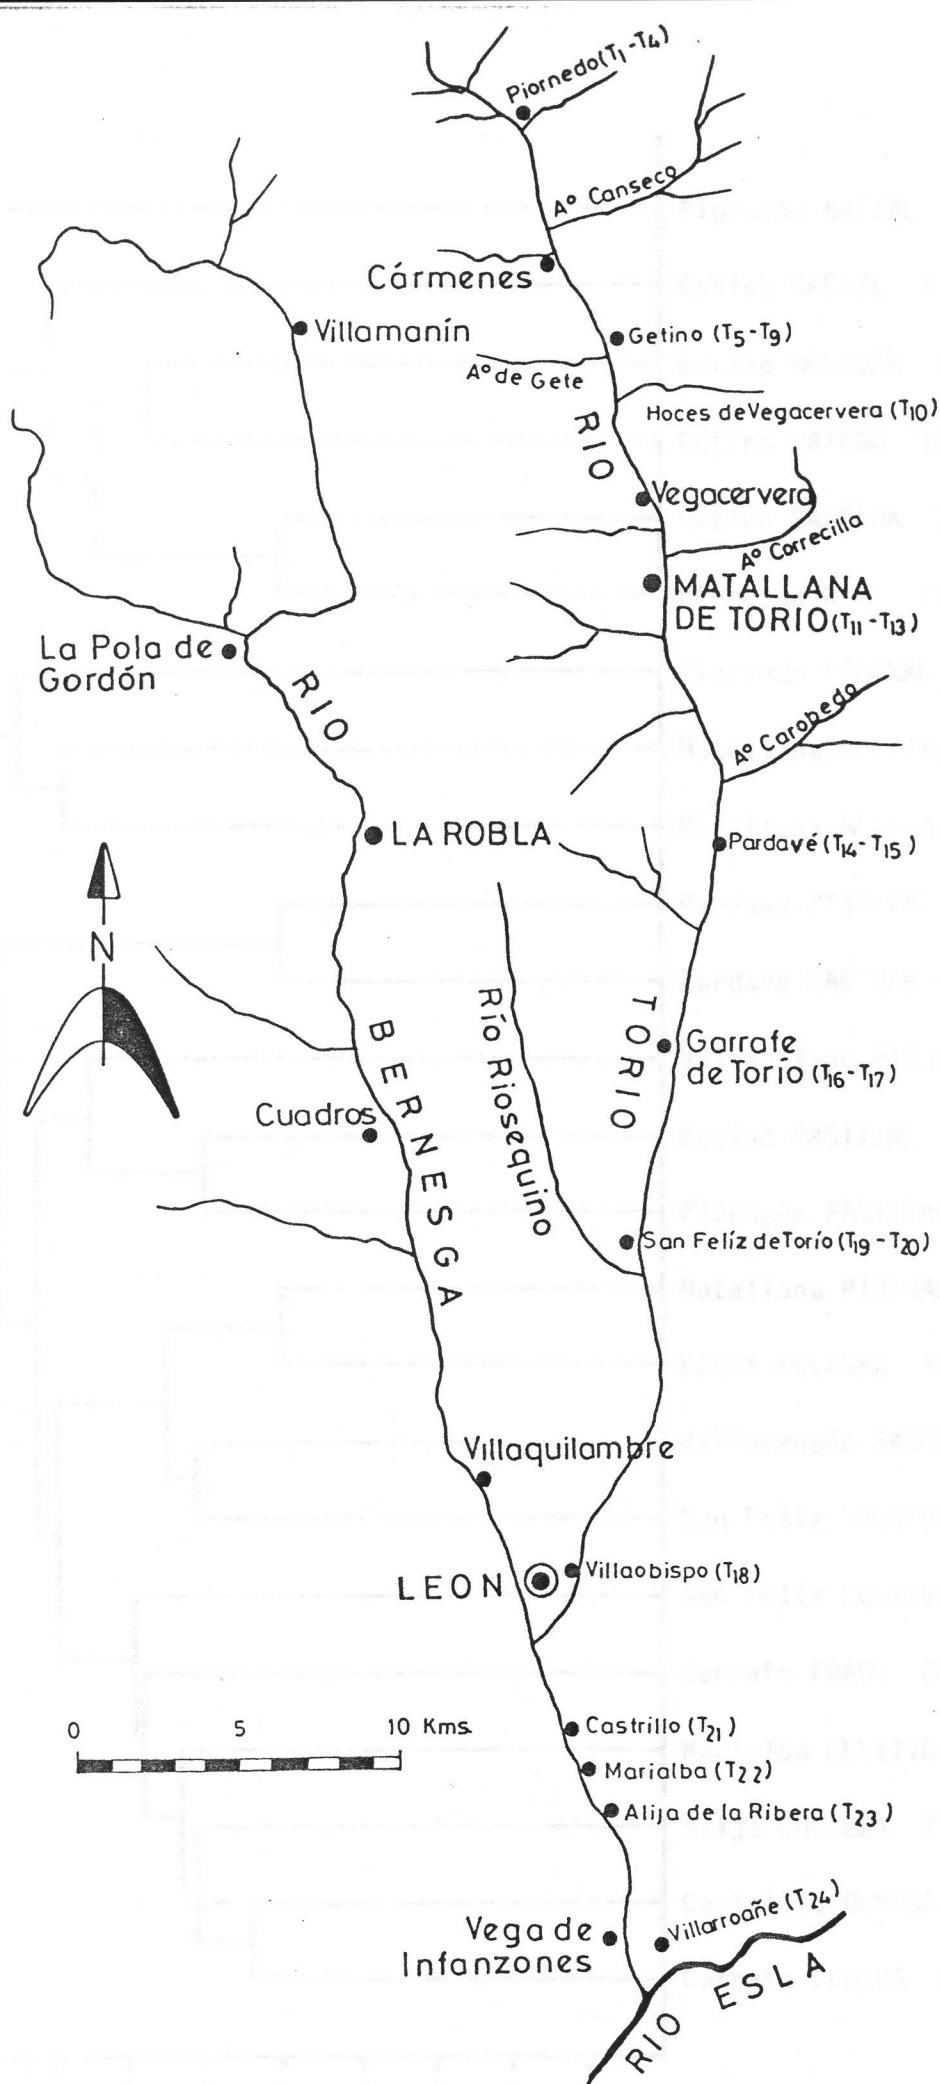 Piornedo (T1-T4)
Aº Canseco
Cármenes
Villamanín
Getino (T5-T9)
Aº de Gete
Hoces de Vegacervera (T10)
RIO
Vegacervera
Aº Correcilla
MATALLANA
DE TORIO (T11-T13)
La Pola de
Gordón
RIO
Aº Carobedo
LA ROBLA
Pardavé (T14-T15)
N
Río Riosequino
TORIO
Garrafe
de Torío (T16-T17)
BERNESGA
Cuadros
San Felíz de Torío (T19-T20)
Villaquilambre
LEON
Villaobispo (T18)
0 5 10 Kms.
Castrillo (T21)
Marialba (T22)
Alija de la Ribera (T23)
Vega de
Infanzones
Villarroañe (T24)
RIO ESLA